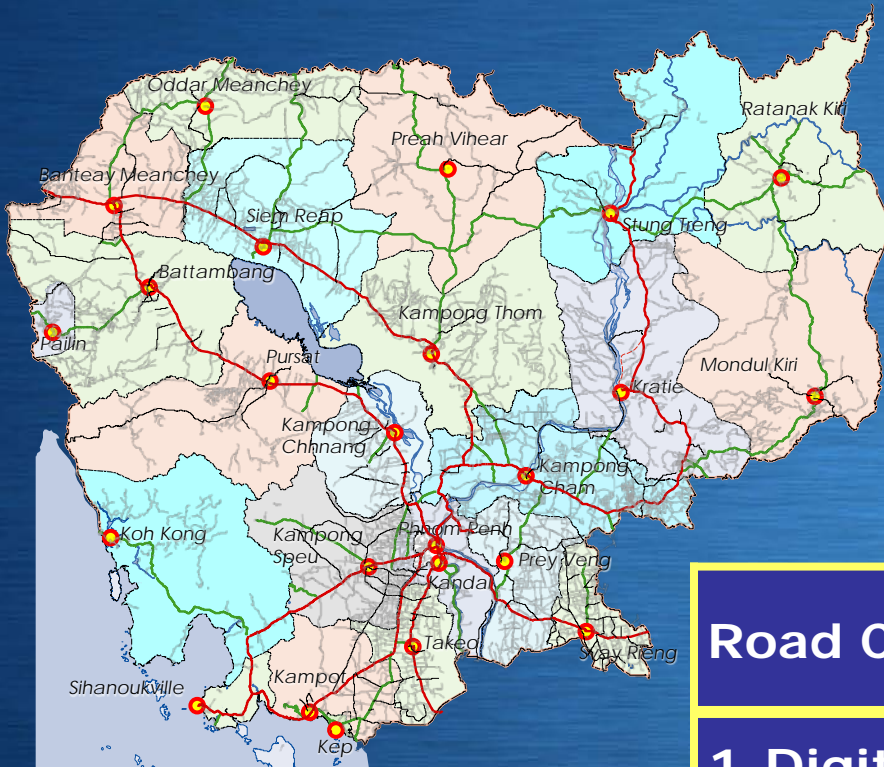 Oddar Meanchey
Ratanak Kiri
Preah Vihear
Banteay Meanchey
Siem Reap
Stung Treng
Battambang
Kampong Thom
Pailin
Pursat
Mondul Kiri
Kratie
Kampong
Chhnang
Kampong
Cham
Koh Kong
Kampong
Speu
Phnom Penh
Prey Veng
Kandal
Takeo
Svay Rieng
Kampot
Sihanoukville
Kep
Road
1. Digit